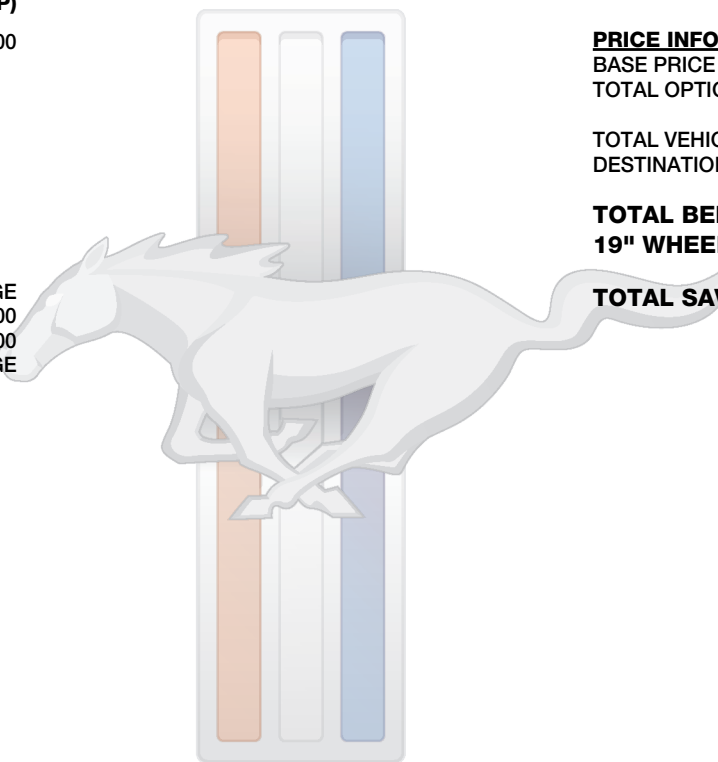 P)
00
GE
00
00
GE
PRICE INFO
BASE PRICE
TOTAL OPTIO
TOTAL VEHIC
DESTINATION
TOTAL BE
19" WHEE
TOTAL SAV